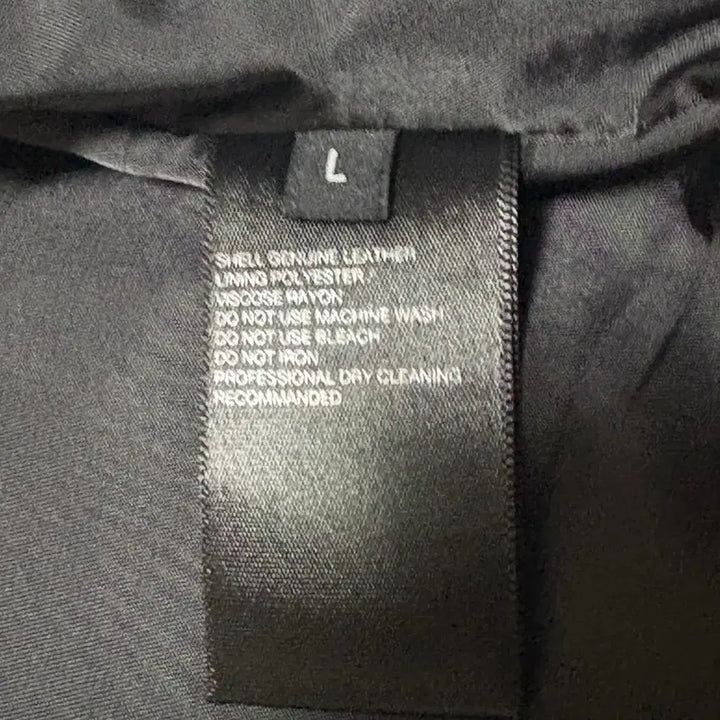 L
SHELL GENUINE LEATHER
LINING POLYESTER/
VISCOSE RAYON
DO NOT USE MACHINE WASH
DO NOT USE BLEACH
DO NOT IRON
PROFESSIONAL DRY CLEANING
RECOMMANDED